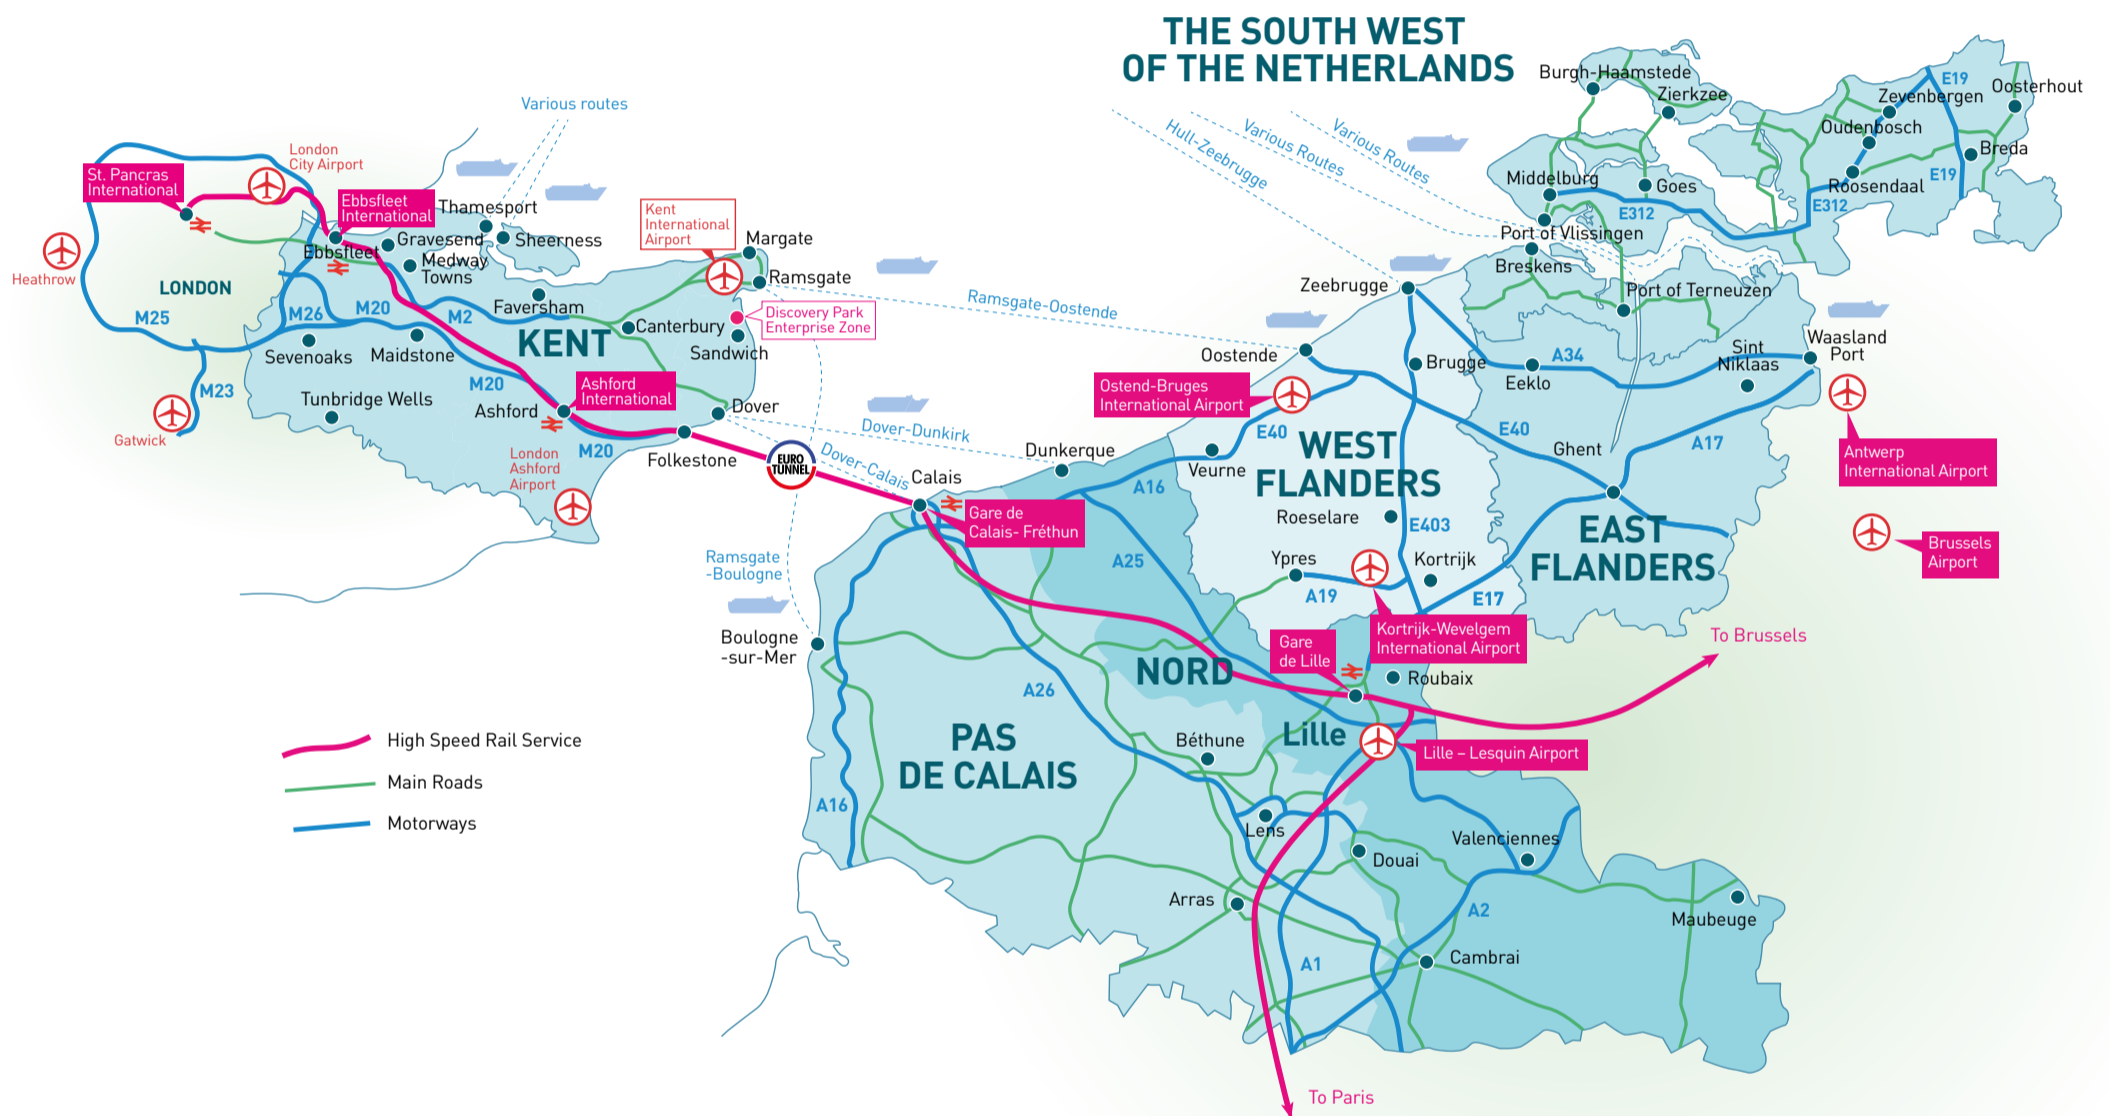 THE SOUTH WEST
OF THE NETHERLANDS
Various routes
London
City Airport
St. Pancras
International
Ebbsfleet
International
Thamesport
Gravesend
Sheerness
Ebbsfleet
Medway
Towns
Heathrow
LONDON
M25
M26
M20
M2
Faversham
Kent
International
Airport
Margate
Ramsgate
Discovery Park
Enterprise Zone
Canterbury
KENT
Sandwich
Sevenoaks
Maidstone
M23
M20
Tunbridge Wells
Ashford
International
Ashford
Dover
Gatwick
London
Ashford
Airport
M20
Folkestone
EURO
TUNNEL
Ramsgate-Oostende
Dover-Dunkirk
Dover-Calais
Ramsgate
-Boulogne
Hull-Zeebrugge
Various Routes
Various Routes
Burgh-Haamstede
Zierkzee
E19
Oosterhout
Zevenbergen
Oudenbosch
Breda
Middelburg
Goes
Roosendaal
E19
E312
E312
Port of Vlissingen
Breskens
Port of Terneuzen
Zeebrugge
Oostende
Brugge
A34
Eeklo
Sint
Niklaas
Waasland
Port
Ostend-Bruges
International Airport
E40
E40
A17
Ghent
Antwerp
International Airport
Veurne
WEST
FLANDERS
Dunkerque
Calais
A16
Gare de
Calais- Fréthun
Roeselare
E403
EAST
FLANDERS
Brussels
Airport
A25
Ypres
Kortrijk
A19
E17
Boulogne
-sur-Mer
Gare
de Lille
Kortrijk-Wevelgem
International Airport
To Brussels
NORD
Roubaix
A26
PAS
DE CALAIS
Béthune
Lille
Lille – Lesquin Airport
High Speed Rail Service
Main Roads
Motorways
A16
Lens
Valenciennes
Douai
Arras
A2
Maubeuge
A1
Cambrai
To Paris